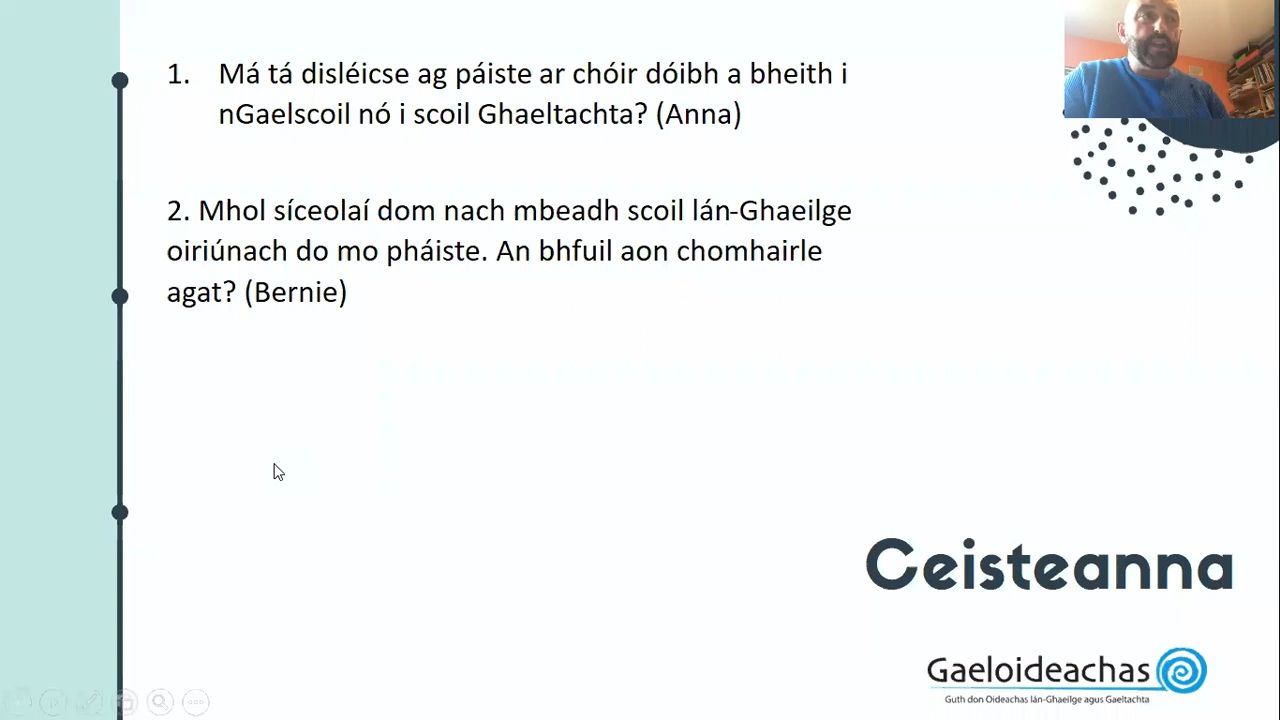 1. Má tá disléicse ag páiste ar chóir dóibh a bheith i
nGaelscoil nó i scoil Ghaeltachta? (Anna)
2. Mhol síceolaí dom nach mbeadh scoil lán-Ghaeilge
oiriúnach do mo pháiste. An bhfuil aon chomhairle
agat? (Bernie)
Ceisteanna
Gaeloideachas
Guth don Oideachas lán-Ghaeilge agus Gaeltachta